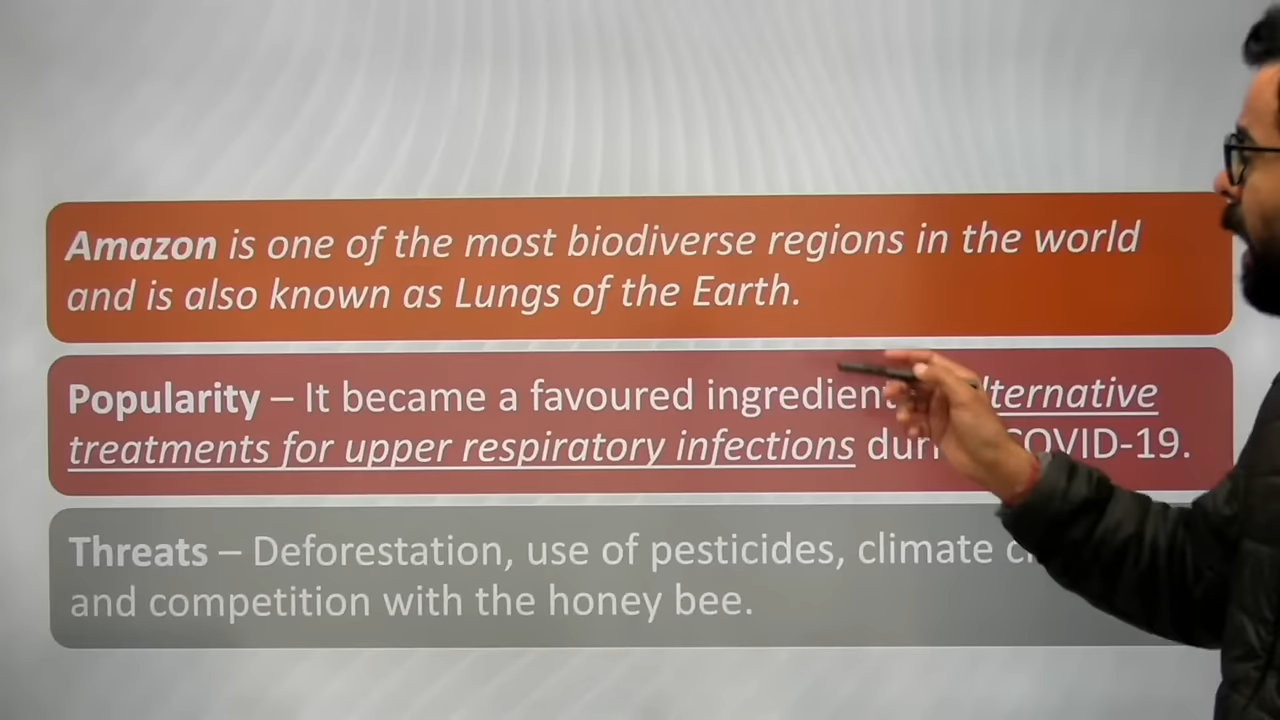 Amazon is one of the most biodiverse regions in the world
and is also known as Lungs of the Earth.
Popularity – It became a favoured ingredient
treatments for upper respiratory infections COVID-19.
Threats – Deforestation, use of pesticides, climate
and competition with the honey bee.